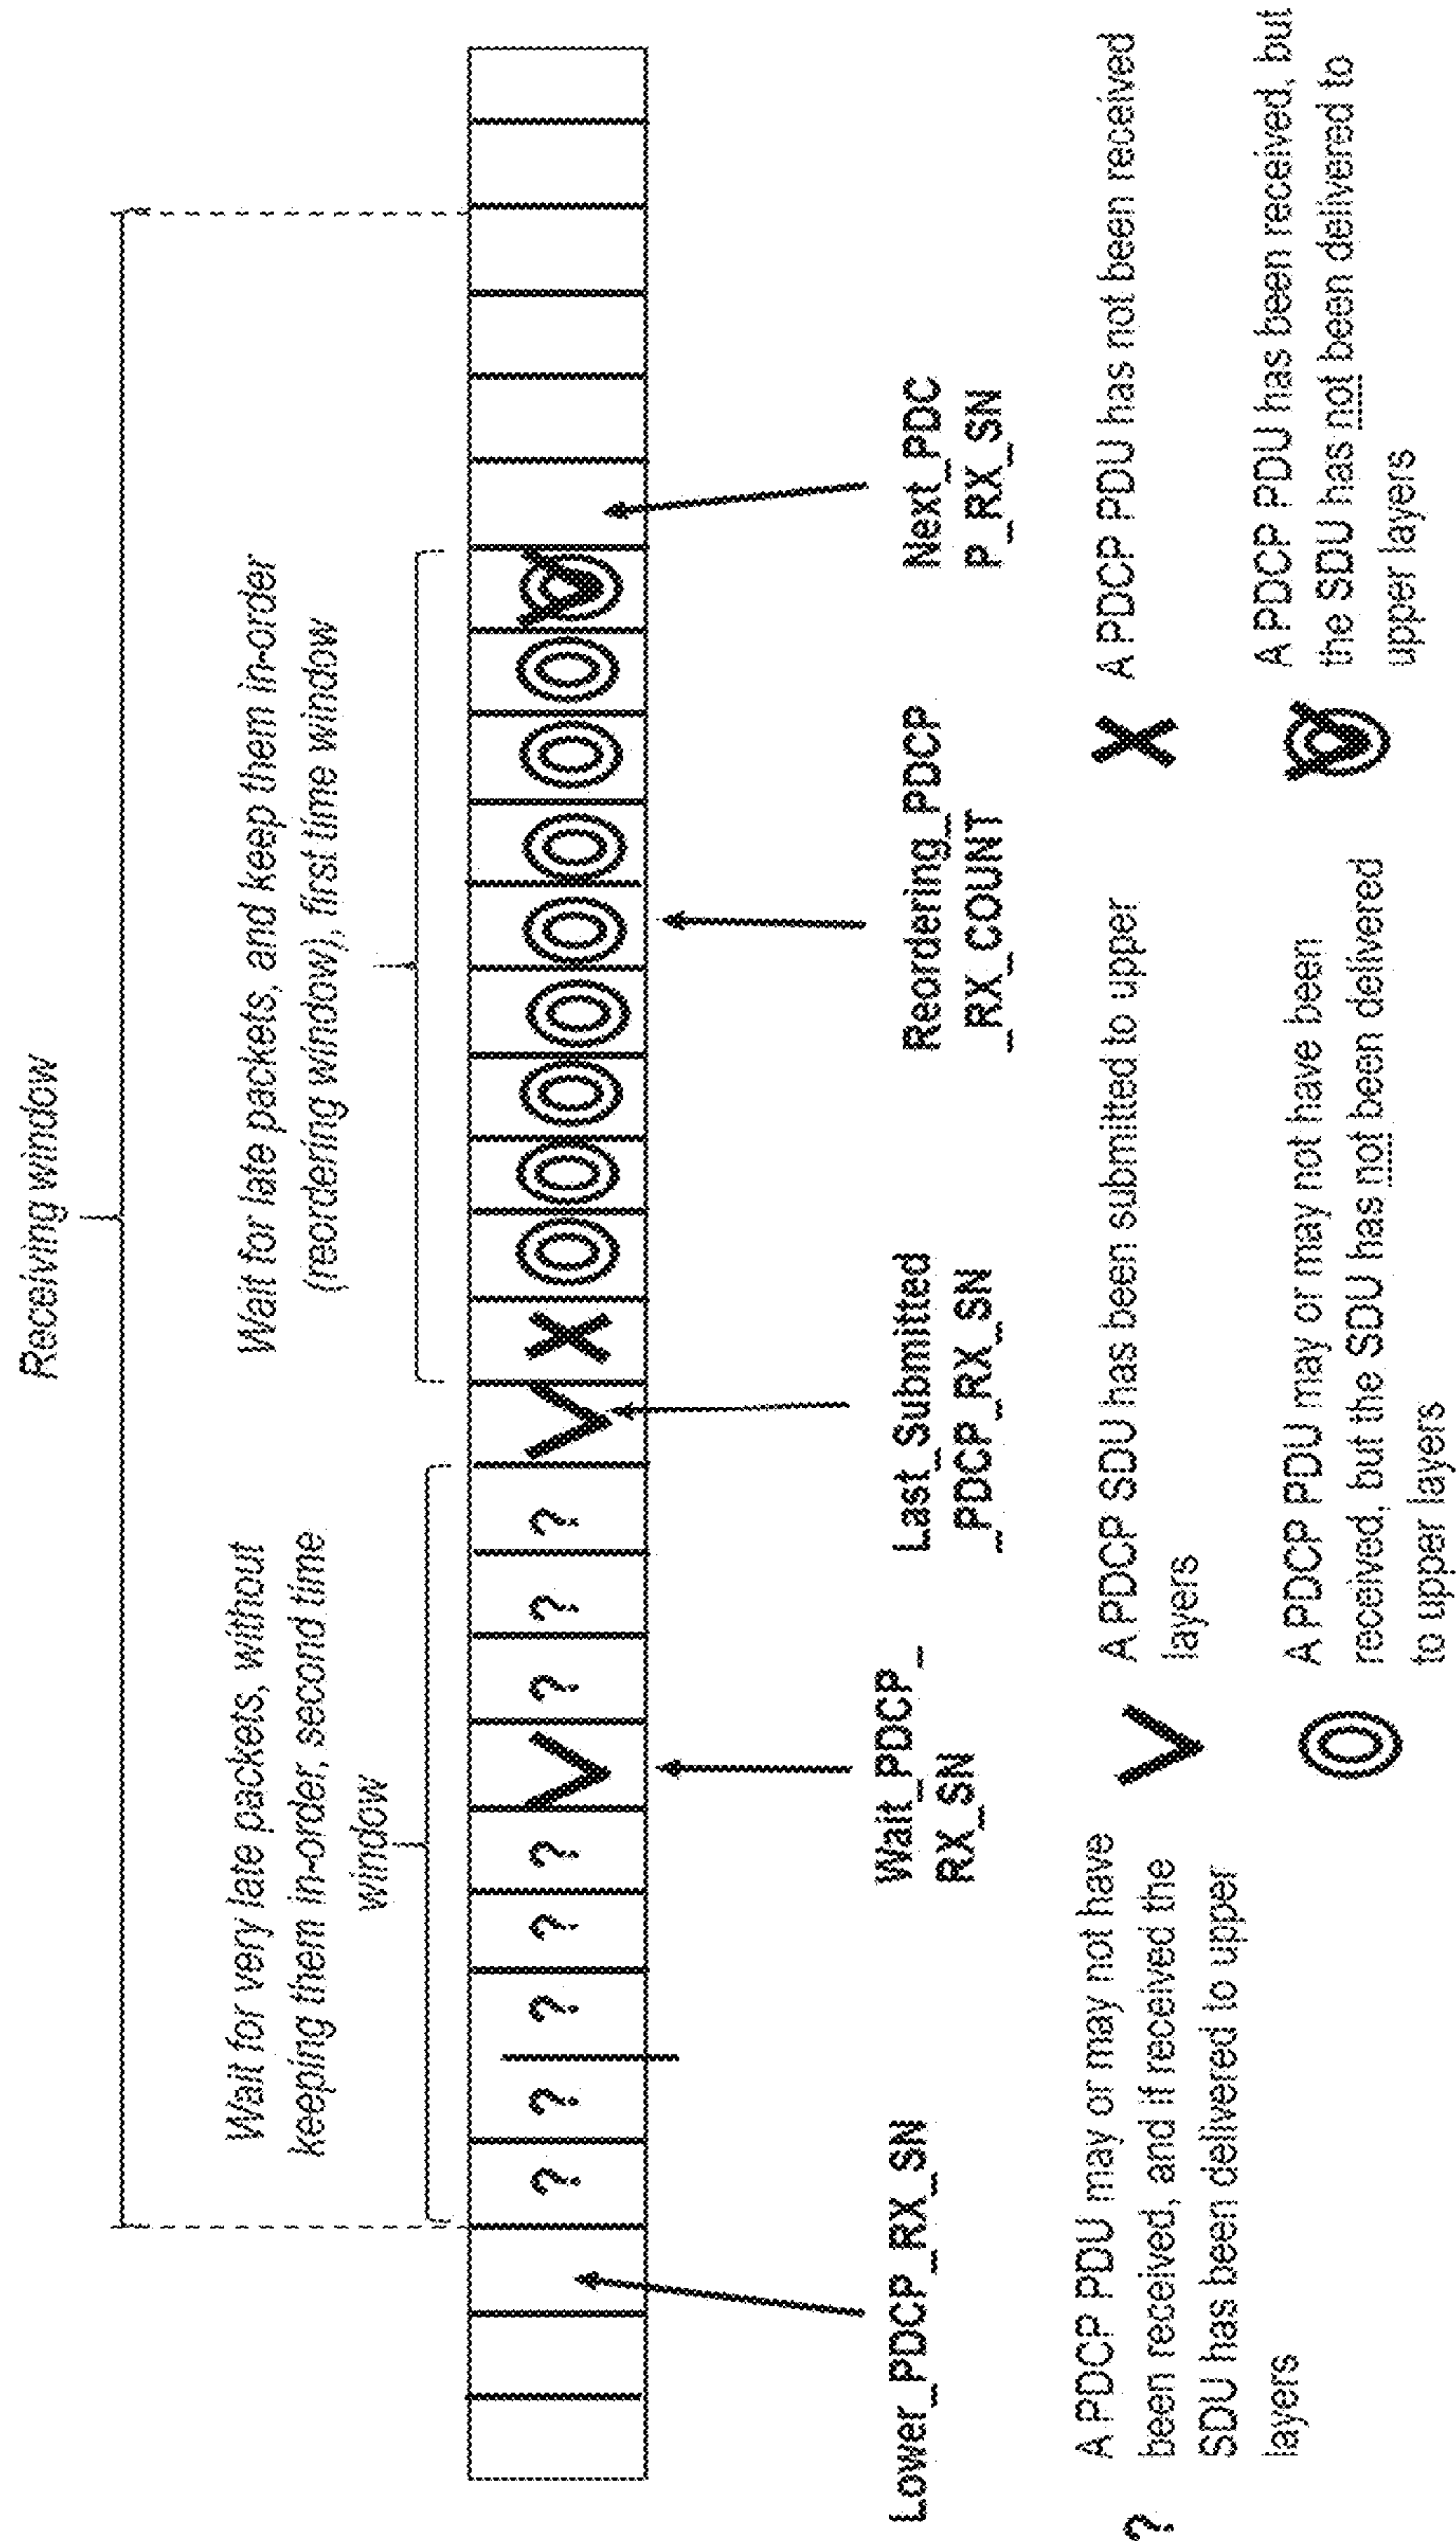 Receiving window
Wait for very late packets, without
keeping them in-order, second time
window
Wait for late packets, and keep them in-order
(reordering window), first time window
? ? ? ? ? ? ? ?
X
Lower_PDCP_RX_SN
Wait_PDCP_
RX_SN
Last_Submitted
_PDCP_RX_SN
Reordering_PDCP
_RX_COUNT
Next_PDC
P_RX_SN
? A PDCP PDU may or may not have
been received, and if received the
SDU has been delivered to upper
layers
A PDCP SDU has been submitted to upper
layers
X A PDCP PDU has not been received
A PDCP PDU may or may not have been
received, but the SDU has not been delivered
to upper layers
A PDCP PDU has been received, but
the SDU has not been delivered to
upper layers